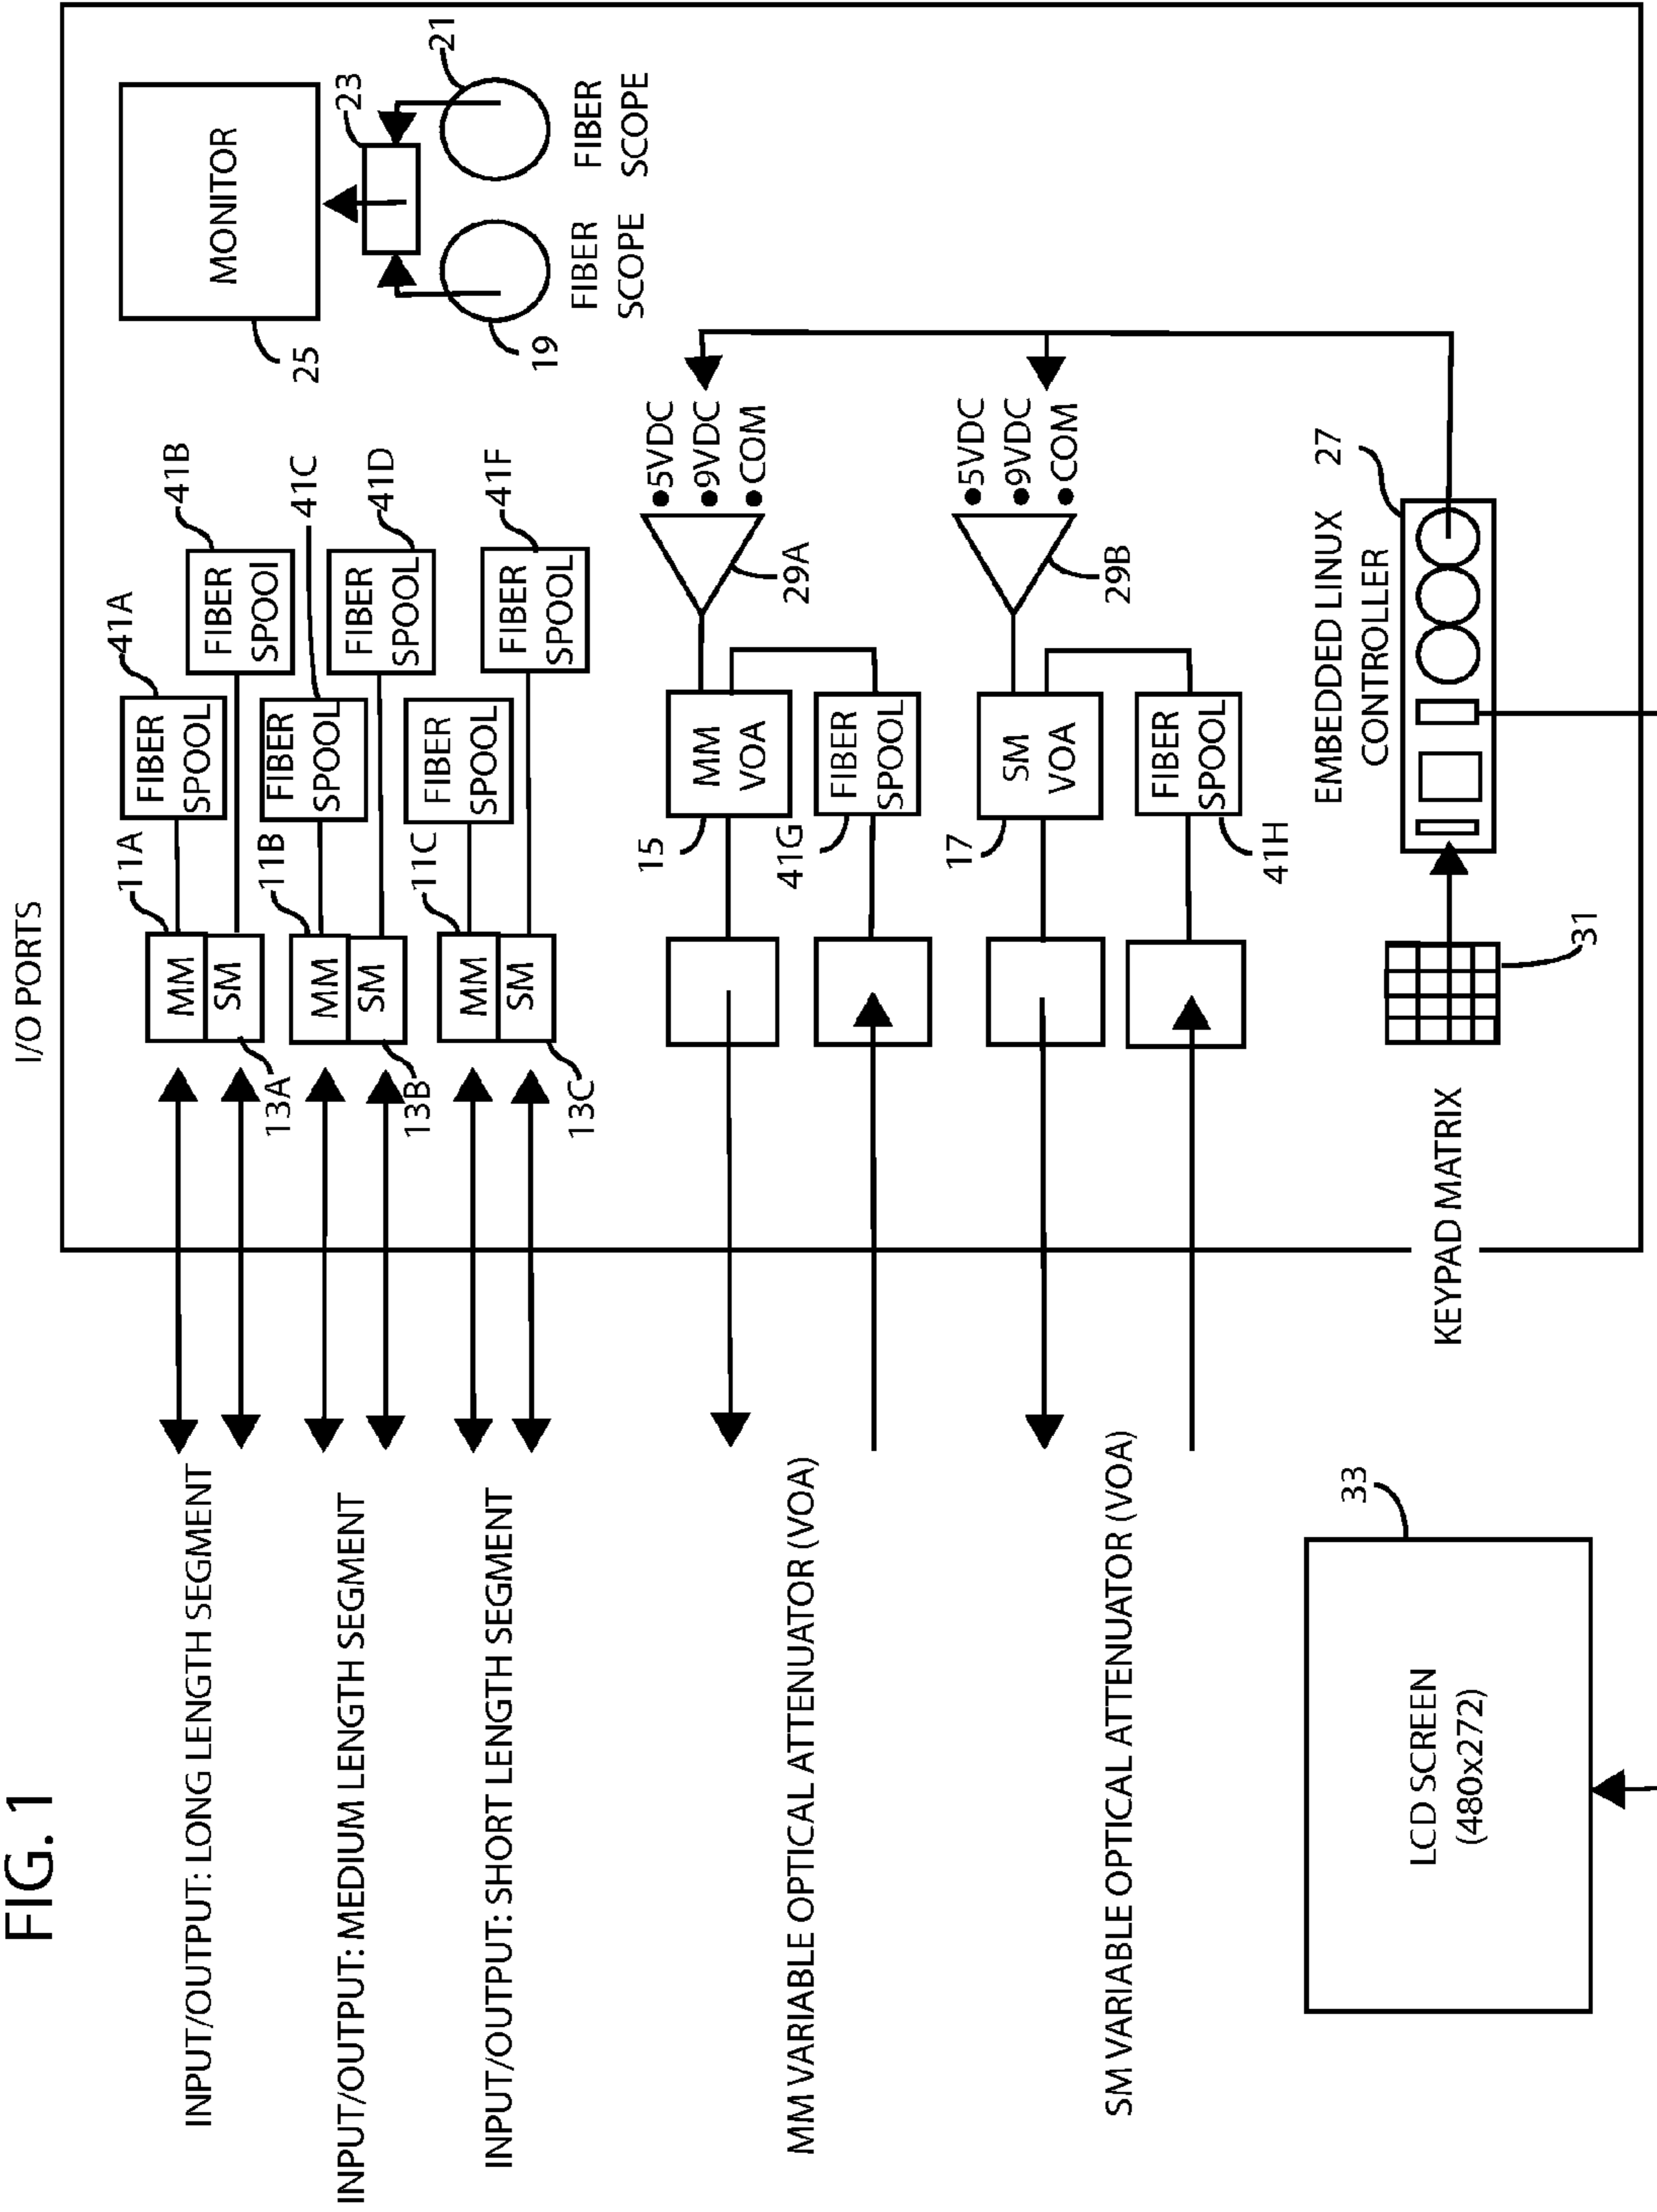 FIG. 1
I/O PORTS
INPUT/OUTPUT: LONG LENGTH SEGMENT
11A
MM
SM
13A
41A
FIBER
SPOOL
41B
FIBER
SPOOl
INPUT/OUTPUT: MEDIUM LENGTH SEGMENT
11B
MM
SM
13B
41C
FIBER
SPOOL
41D
FIBER
SPOOL
INPUT/OUTPUT: SHORT LENGTH SEGMENT
11C
MM
SM
13C
FIBER
SPOOL
41F
FIBER
SPOOL
MONITOR
25
23
21
19
FIBER
SCOPE
FIBER
SCOPE
MM VARIABLE OPTICAL ATTENUATOR (VOA)
15
MM
VOA
29A
5VDC
9VDC
COM
41G
FIBER
SPOOL
SM VARIABLE OPTICAL ATTENUATOR (VOA)
17
SM
VOA
29B
5VDC
9VDC
COM
41H
FIBER
SPOOL
EMBEDDED LINUX
CONTROLLER
27
KEYPAD MATRIX
31
33
LCD SCREEN
(480x272)